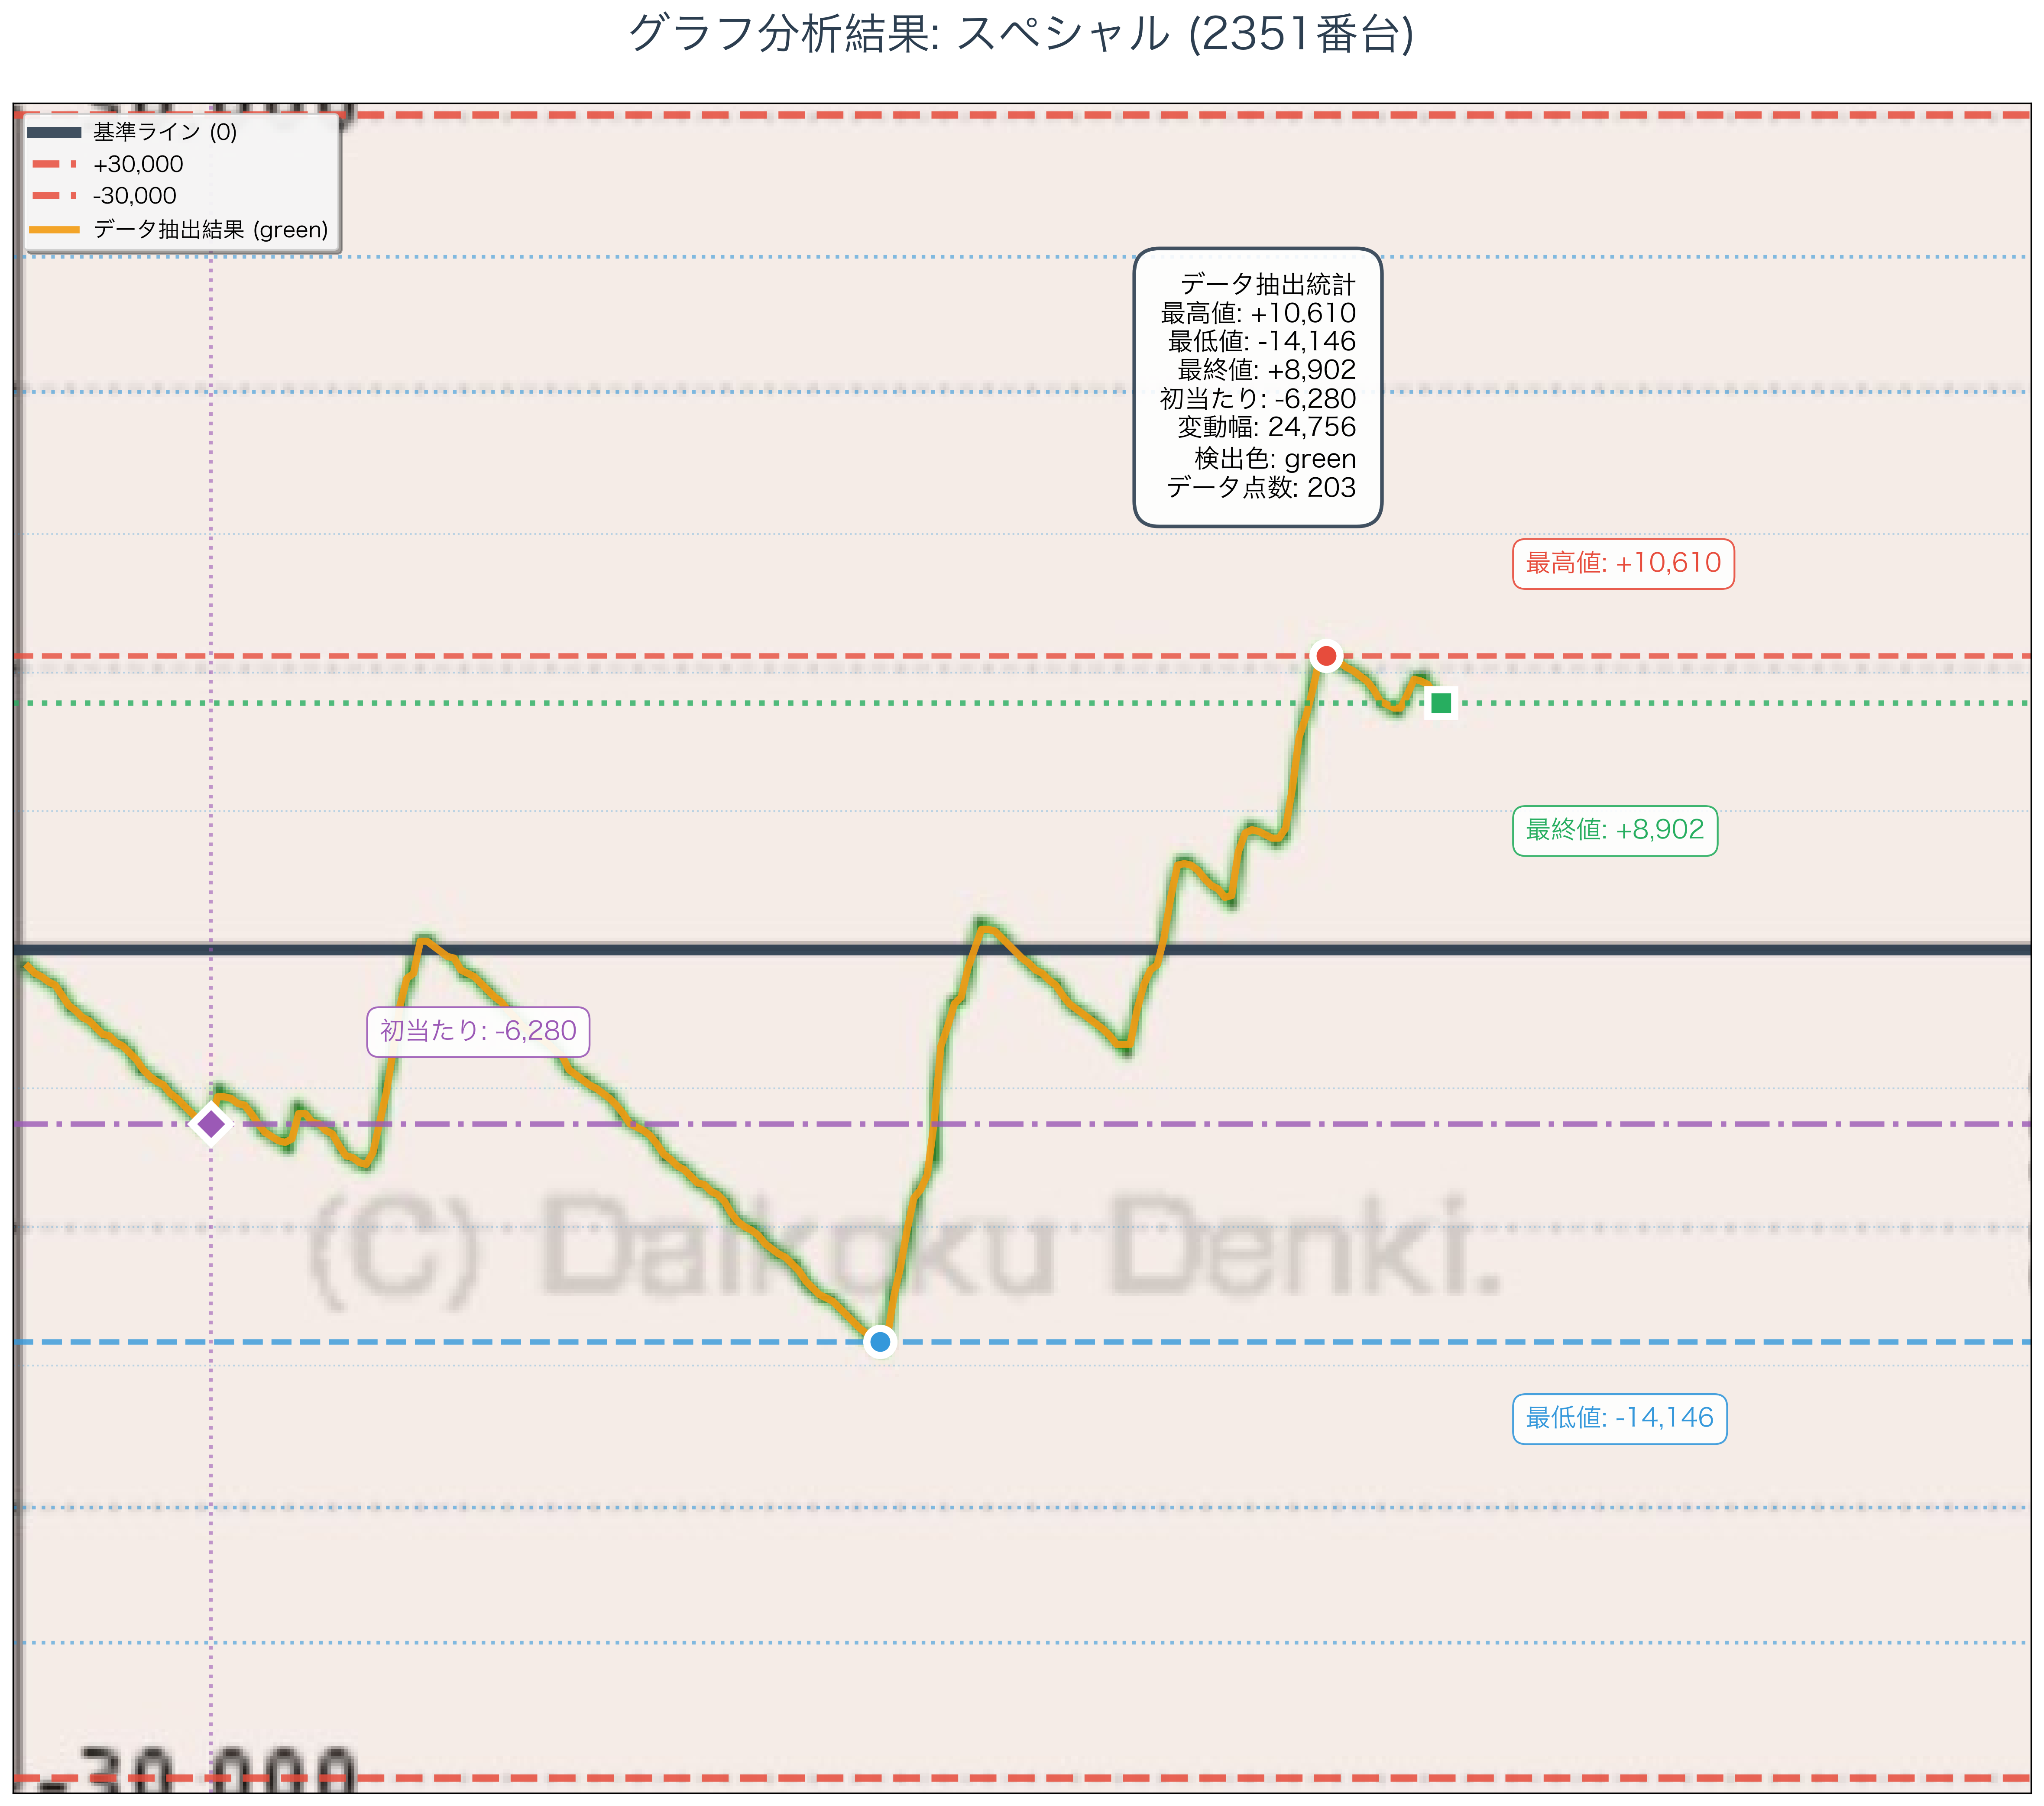 グラフ分析結果: スペシャル (2351番台)
基準ライン (0)
+30,000
-30,000
データ抽出結果 (green)
データ抽出統計
最高値: +10,610
最低値: -14,146
最終値: +8,902
初当たり: -6,280
変動幅: 24,756
検出色: green
データ点数: 203
最高値: +10,610
最終値: +8,902
初当たり: -6,280
(C) Daikoku Denki.
最低値: -14,146
-30,000